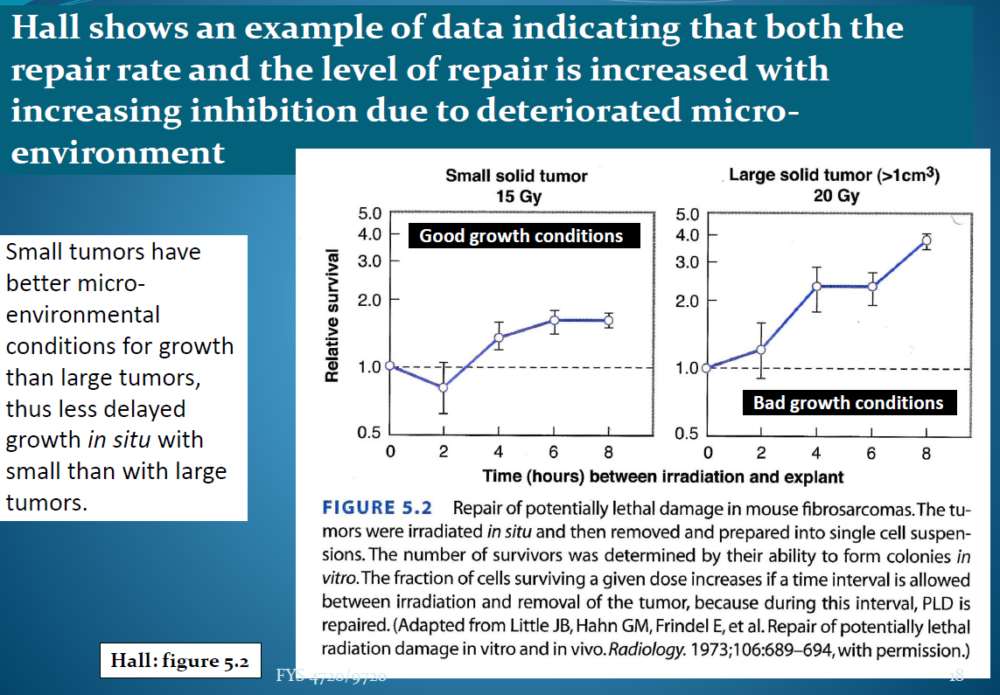 Hall shows an example of data indicating that both the
repair rate and the level of repair is increased with
increasing inhibition due to deteriorated micro-
environment
Small tumors have
better micro-
environmental
conditions for growth
than large tumors,
thus less delayed
growth in situ with
small than with large
tumors.
Small solid tumor
15 Gy
Good growth conditions
Relative survival
5.0
4.0
3.0
2.0
1.0
0.5
0 2 4 6 8
Large solid tumor (>1cm³)
20 Gy
5.0
4.0
3.0
2.0
1.0
0.5
Bad growth conditions
0 2 4 6 8
Time (hours) between irradiation and explant
FIGURE 5.2 Repair of potentially lethal damage in mouse fibrosarcomas. The tu-
mors were irradiated in situ and then removed and prepared into single cell suspen-
sions. The number of survivors was determined by their ability to form colonies in
vitro. The fraction of cells surviving a given dose increases if a time interval is allowed
between irradiation and removal of the tumor, because during this interval, PLD is
repaired. (Adapted from Little JB, Hahn GM, Frindel E, et al. Repair of potentially lethal
radiation damage in vitro and in vivo. Radiology. 1973;106:689–694, with permission.)
Hall: figure 5.2
FYS 4720/9720
18